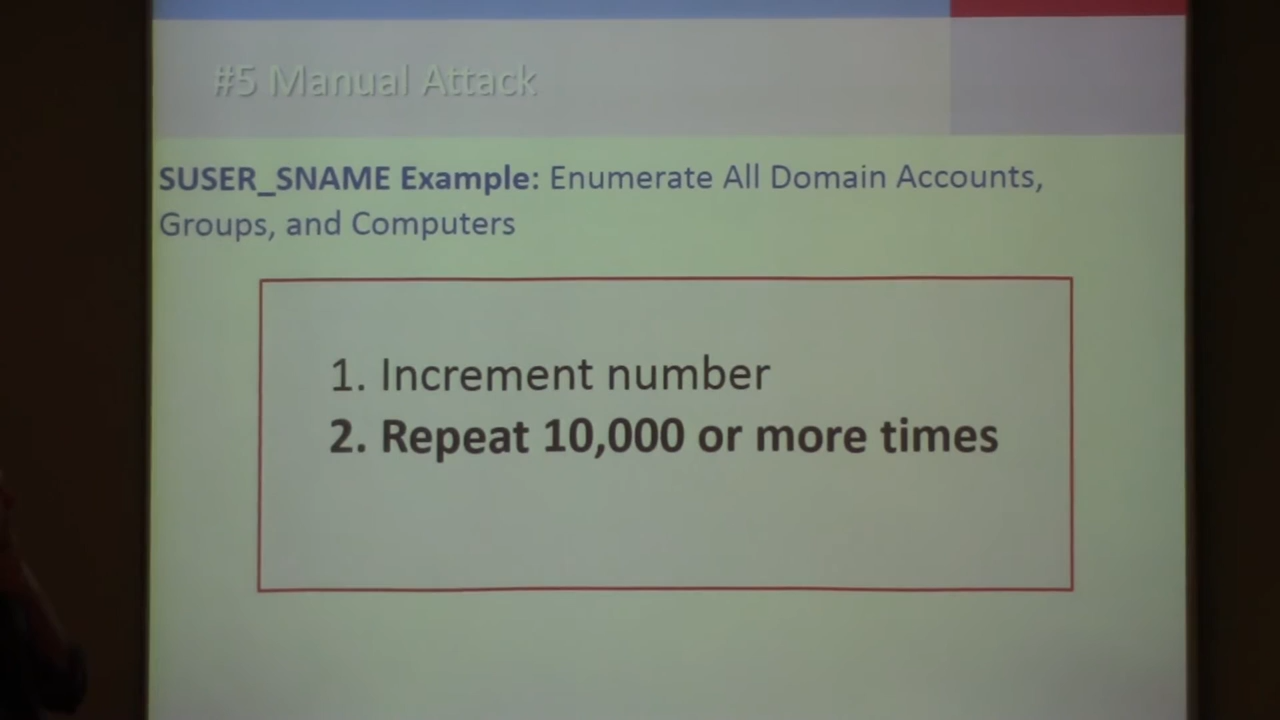 #5 Manual Attack
SUSER_SNAME Example: Enumerate All Domain Accounts,
Groups, and Computers
1. Increment number
2. Repeat 10,000 or more times